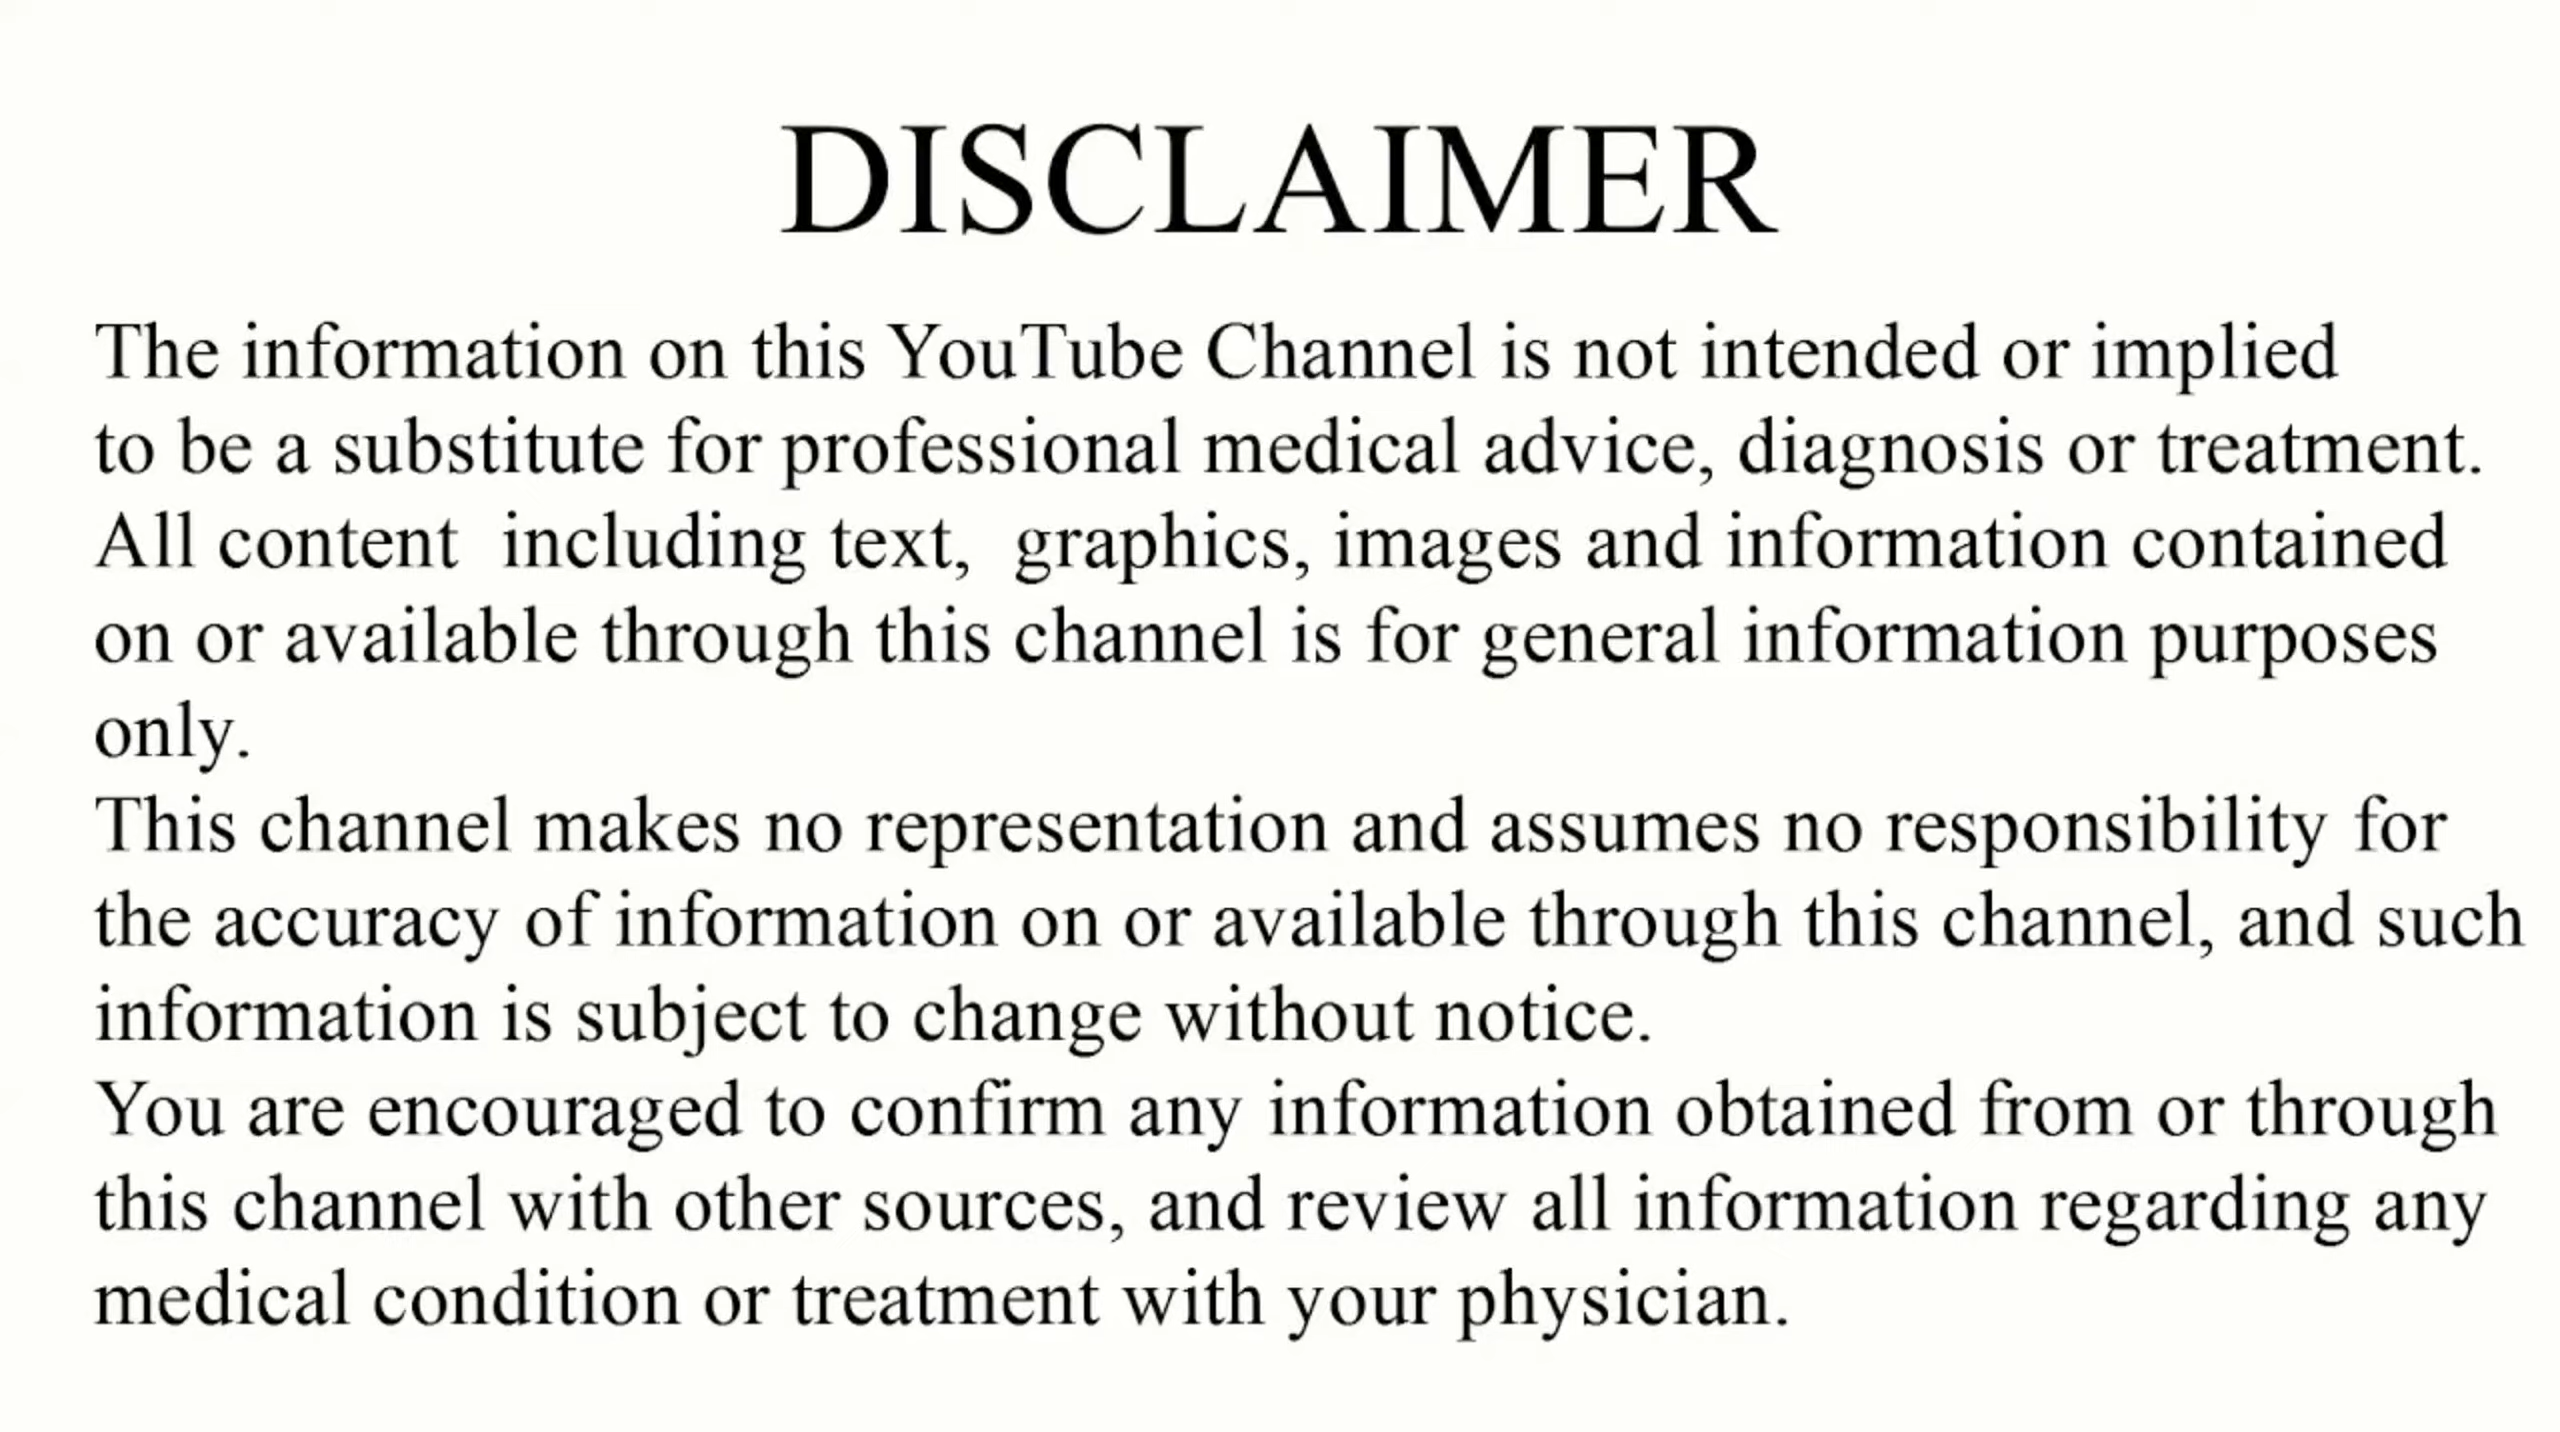 DISCLAIMER
The information on this YouTube Channel is not intended or implied
to be a substitute for professional medical advice, diagnosis or treatment.
All content  including text,  graphics, images and information contained
on or available through this channel is for general information purposes
only.
This channel makes no representation and assumes no responsibility for
the accuracy of information on or available through this channel, and such
information is subject to change without notice.
You are encouraged to confirm any information obtained from or through
this channel with other sources, and review all information regarding any
medical condition or treatment with your physician.